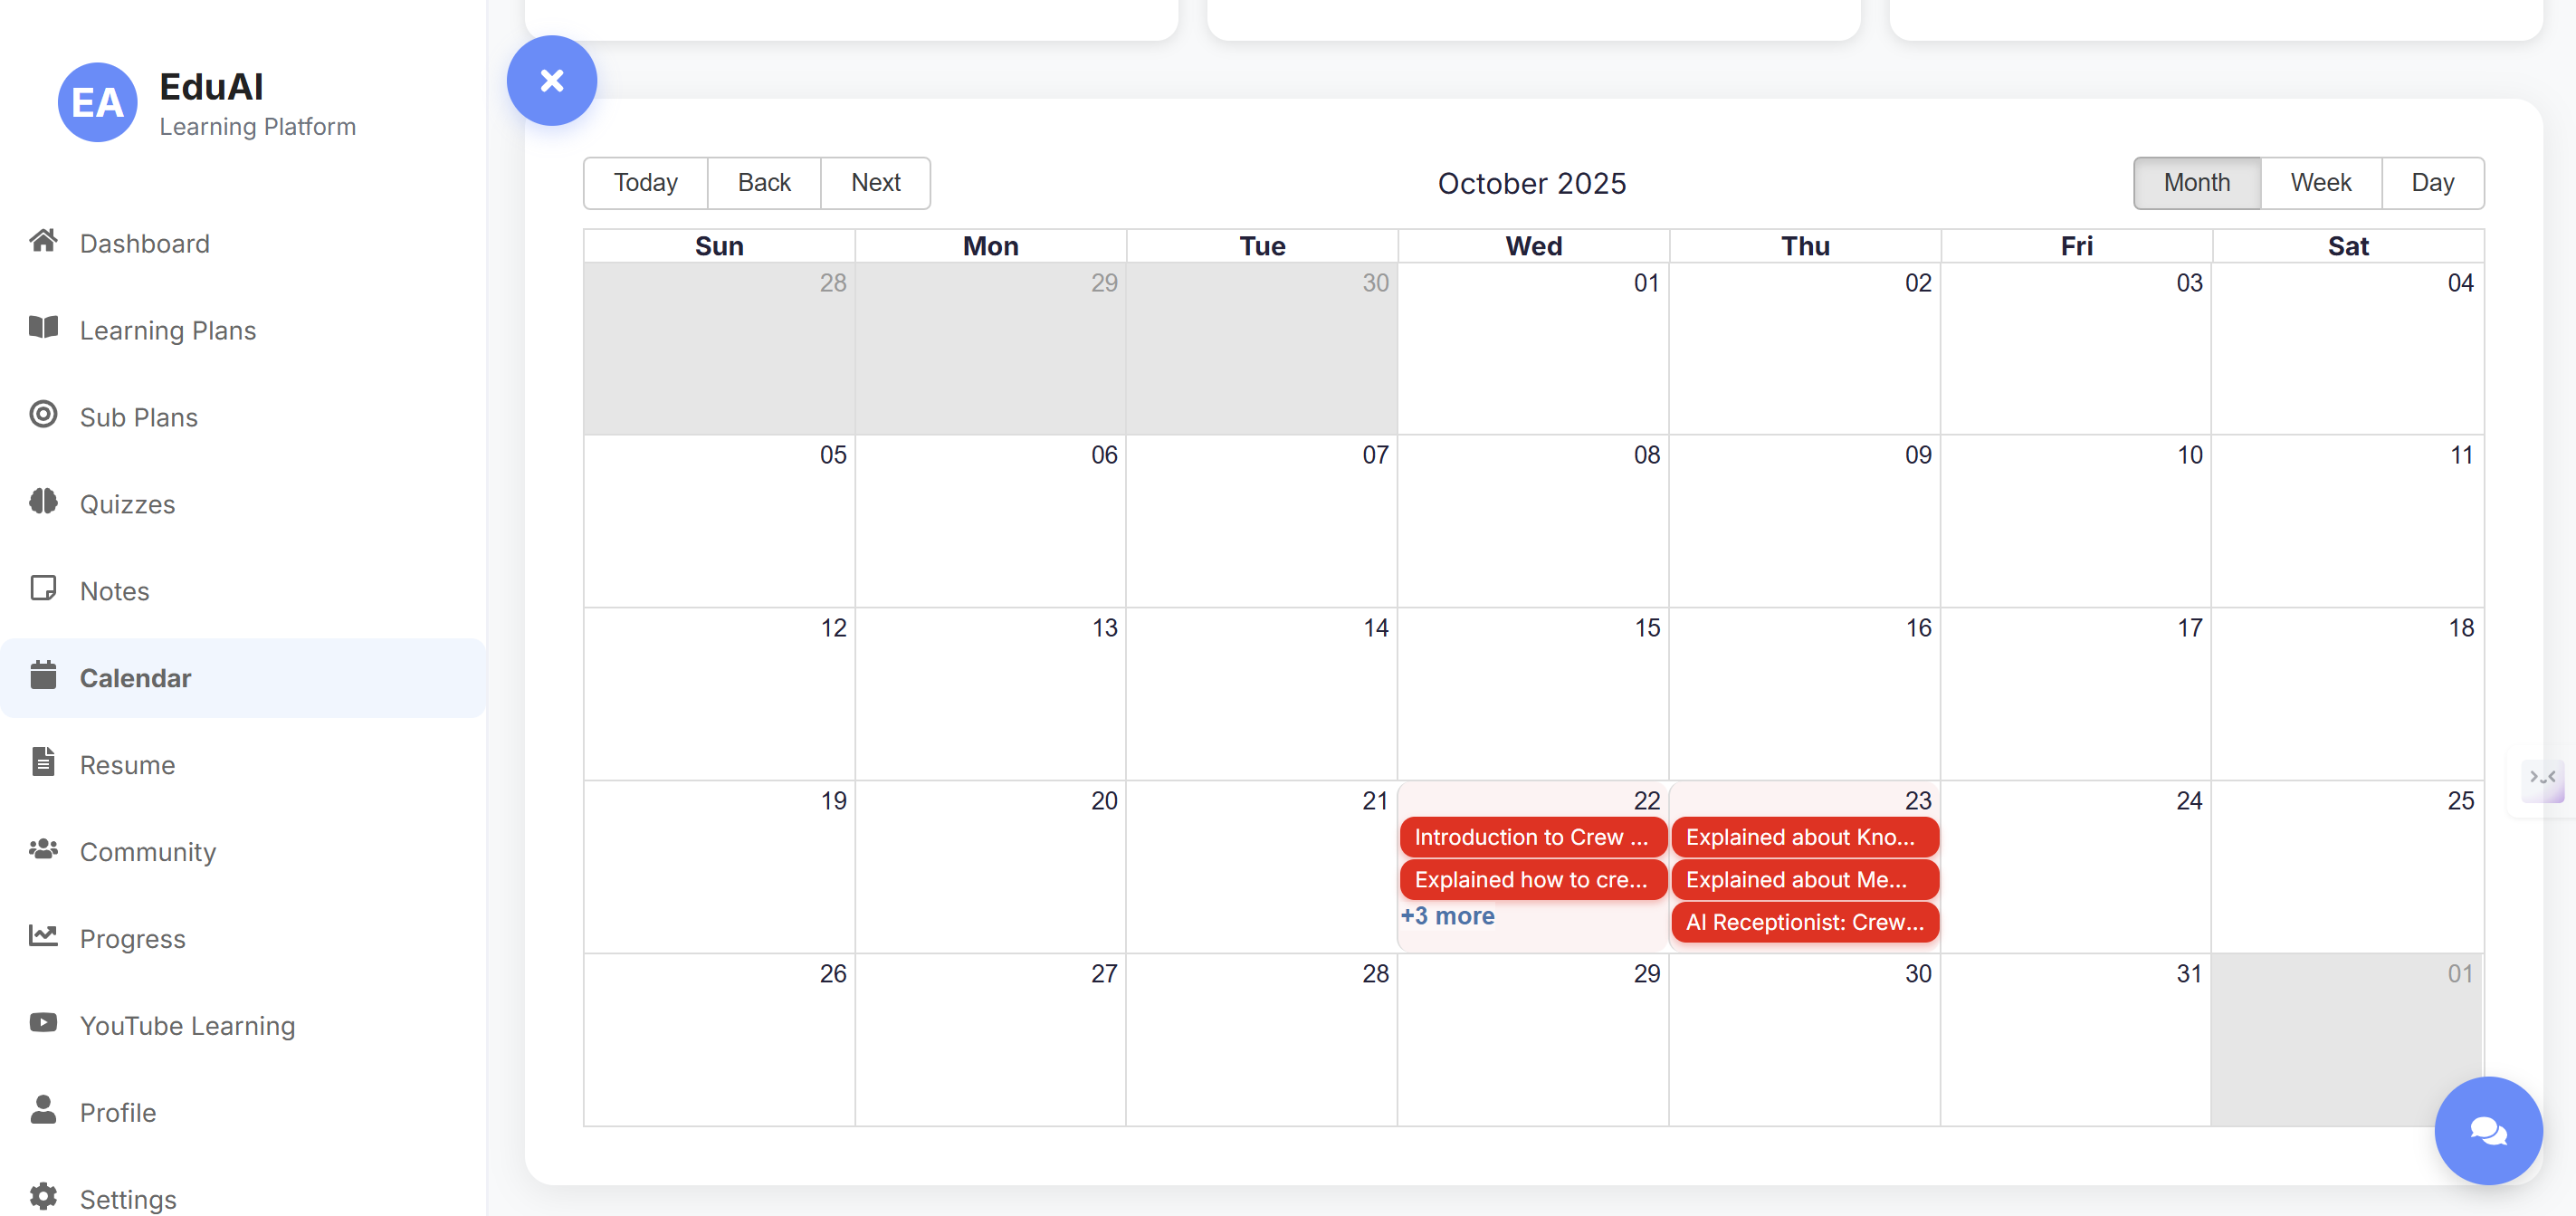 EA
EduAI
Learning Platform
Dashboard
Learning Plans
Sub Plans
Quizzes
Notes
Calendar
Resume
Community
Progress
YouTube Learning
Profile
Settings
Today Back Next
October 2025
Month Week Day
Sun Mon Tue Wed Thu Fri Sat
28 29 30 01 02 03 04
05 06 07 08 09 10 11
12 13 14 15 16 17 18
19 20 21 22 23 24 25
Introduction to Crew ... Explained about Kno...
Explained how to cre... Explained about Me...
+3 more AI Receptionist: Crew...
26 27 28 29 30 31 01